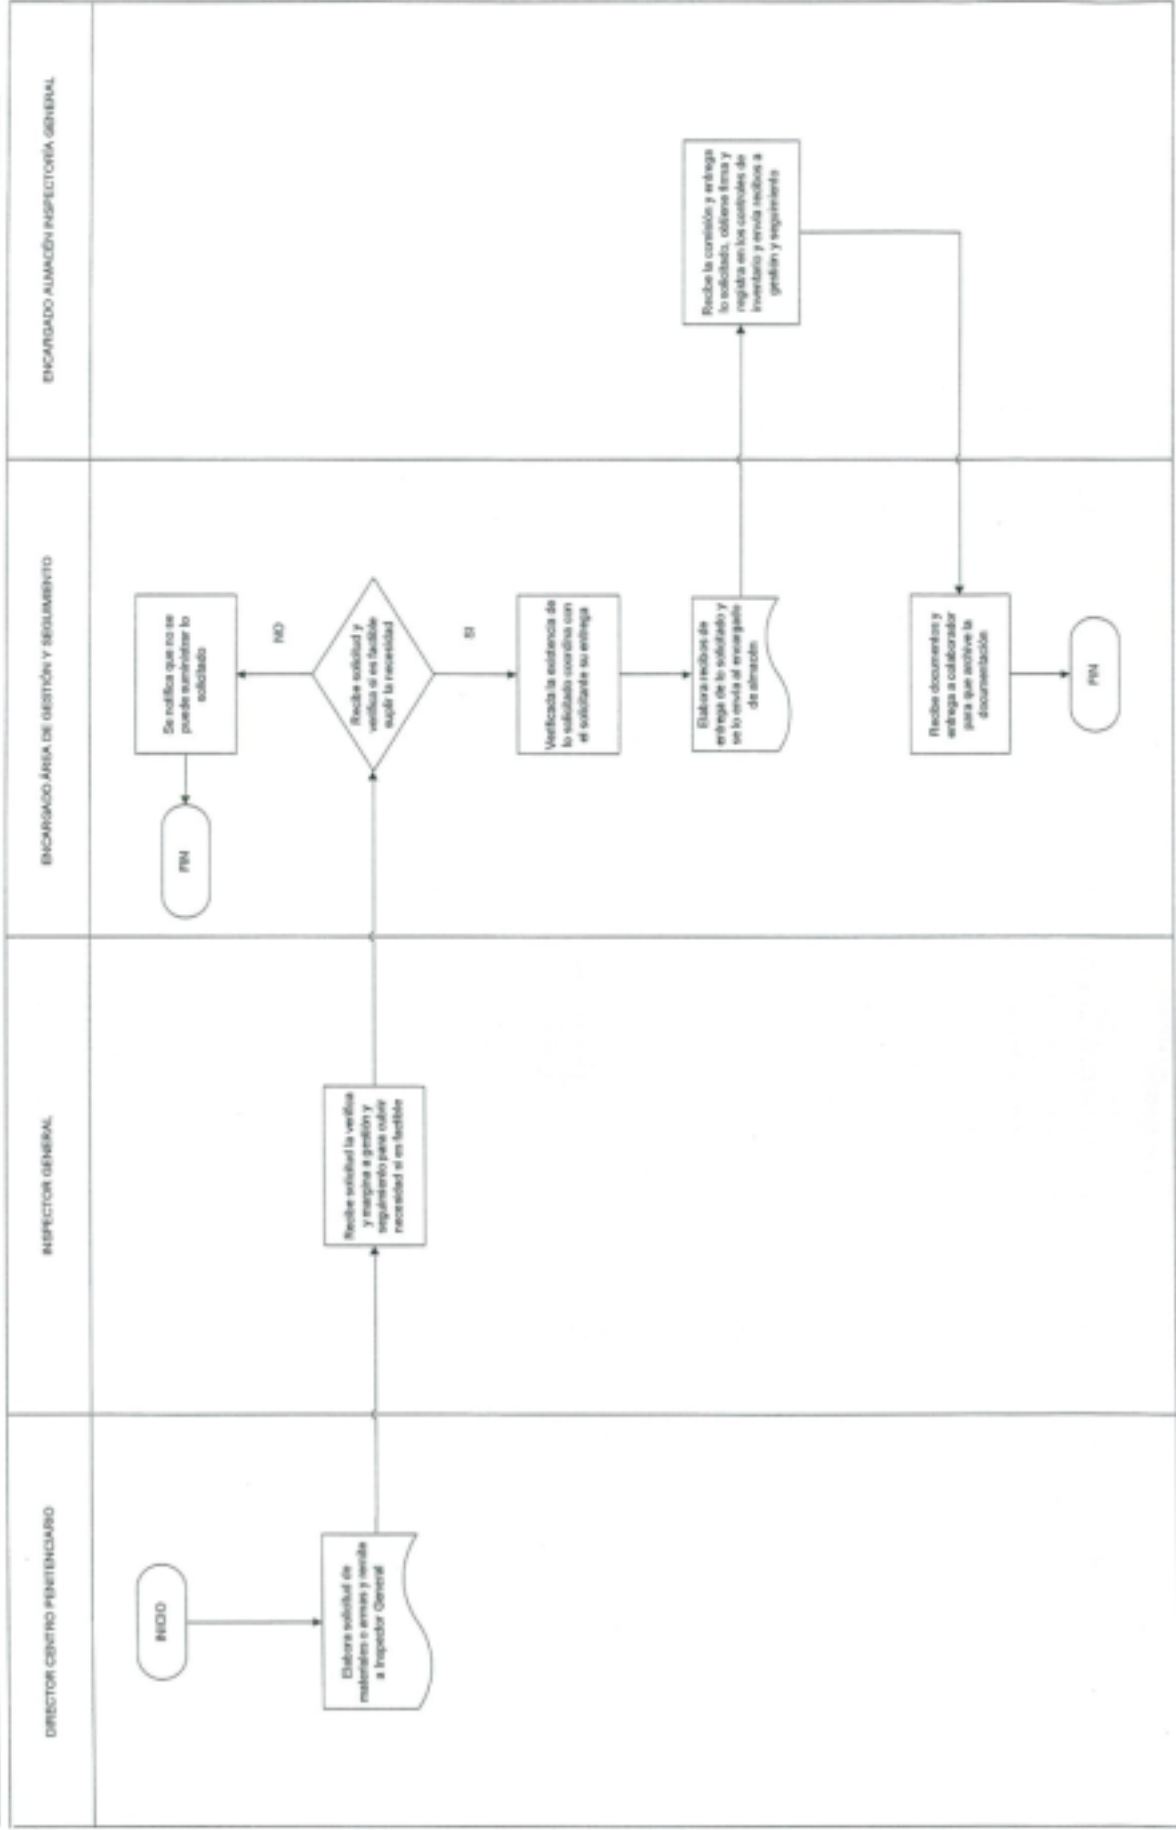 DIRECTOR CENTRO PENITENCIARIO
INSPECTOR GENERAL
ENCARGADO ÁREA DE GESTIÓN Y SEGUIMIENTO
ENCARGADO ALMACÉN INSPECTORÍA GENERAL
INICIO
Elabora solicitud de
materiales o armas y remite
a Inspector General
Recibe solicitud la verifica
y margina a gestión y
seguimiento para cubrir
necesidad si es factible
Recibe solicitud y
verifica si es factible
suplir la necesidad
NO
Se notifica que no se
puede suministrar lo
solicitado
FIN
SI
Verificada la existencia de
lo solicitado coordina con
el solicitante su entrega
Elabora recibos de
entrega de lo solicitado y
se lo envía al encargado
de almacén
Recibe la comisión y entrega
lo solicitado, obtiene firma y
registra en los controles de
inventario y envía recibos a
gestión y seguimiento
Recibe documentos y
entrega a colaborador
para que archive la
documentación
FIN